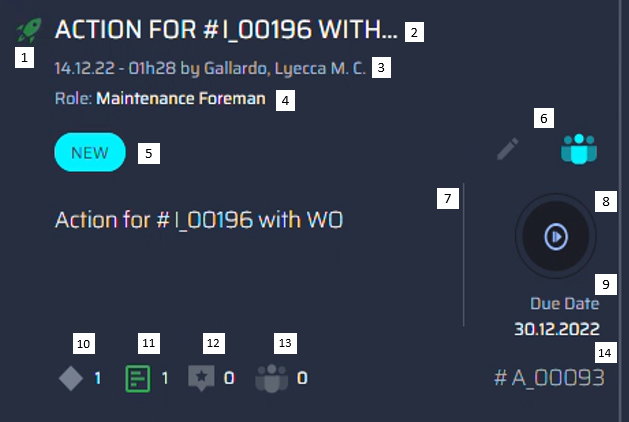 ACTION FOR # I_00196 WITH... 2
1
14.12.22 - 01h28 by Gallardo, Lyecca M. C. 3
Role: Maintenance Foreman 4
6
NEW 5
7 8
Action for # I_00196 with WO
9
Due Date
30.12.2022
10 11 12 13 14
1 1 0 0 # A_00093